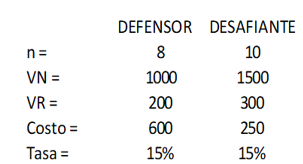 DEFENSOR DESAFIANTE
n = 8 10
VN = 1000 1500
VR = 200 300
Costo = 600 250
Tasa = 15% 15%